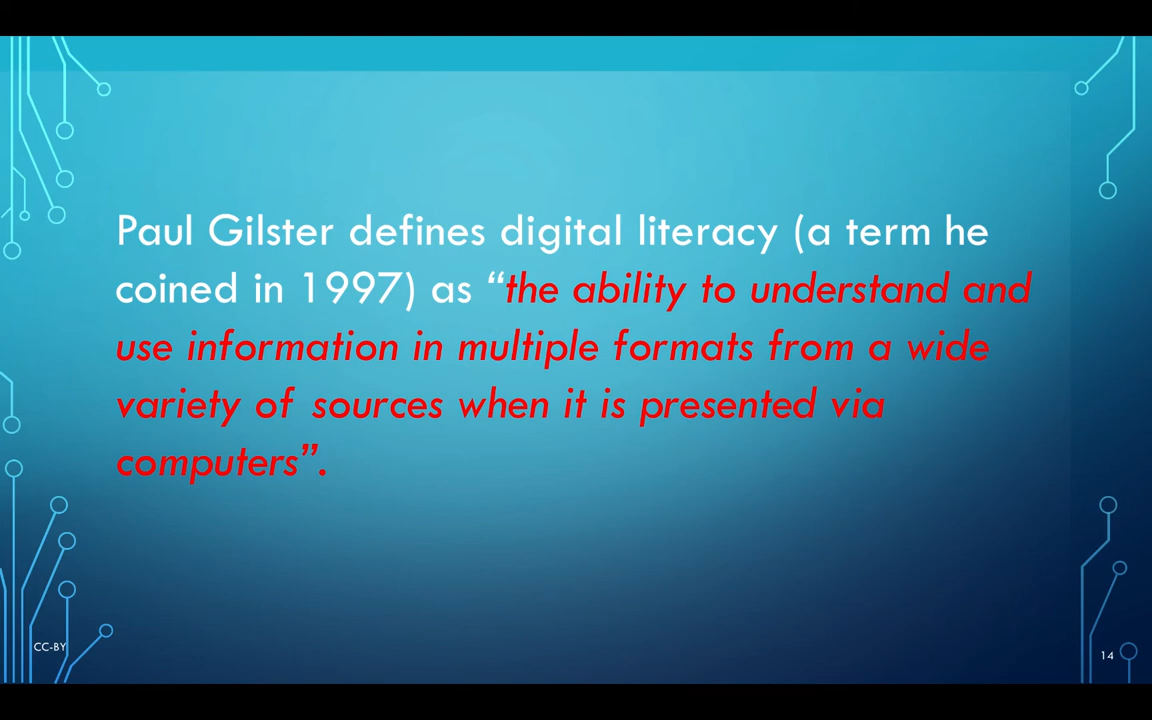 Paul Gilster defines digital literacy (a term he
coined in 1997) as “the ability to understand and
use information in multiple formats from a wide
variety of sources when it is presented via
computers”.
CC-BY
14